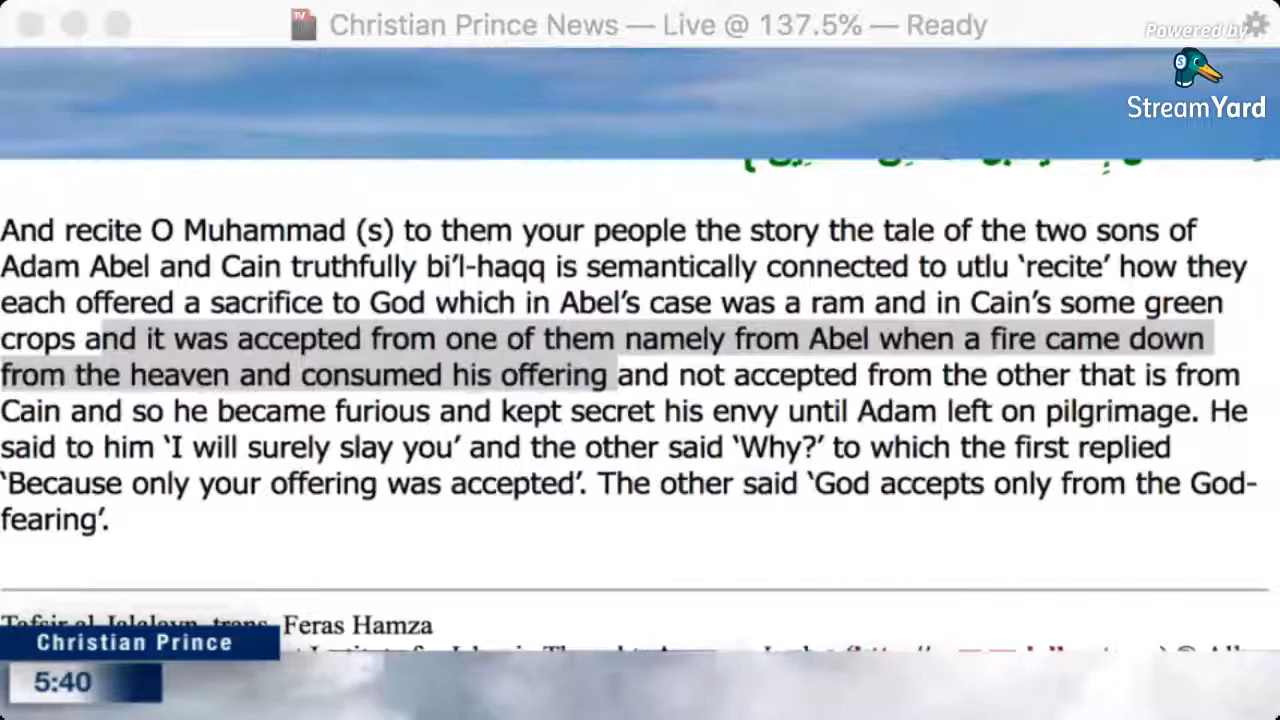 Christian Prince News — Live @ 137.5% — Ready
Powered by
StreamYard
And recite O Muhammad (s) to them your people the story the tale of the two sons of
Adam Abel and Cain truthfully bi’l-haqq is semantically connected to utlu ‘recite’ how they
each offered a sacrifice to God which in Abel’s case was a ram and in Cain’s some green
crops and it was accepted from one of them namely from Abel when a fire came down
from the heaven and consumed his offering and not accepted from the other that is from
Cain and so he became furious and kept secret his envy until Adam left on pilgrimage. He
said to him ‘I will surely slay you’ and the other said ‘Why?’ to which the first replied
‘Because only your offering was accepted’. The other said ‘God accepts only from the God-
fearing’.
Tafsir al-Jalalayn, trans. Feras Hamza
Christian Prince
5:40